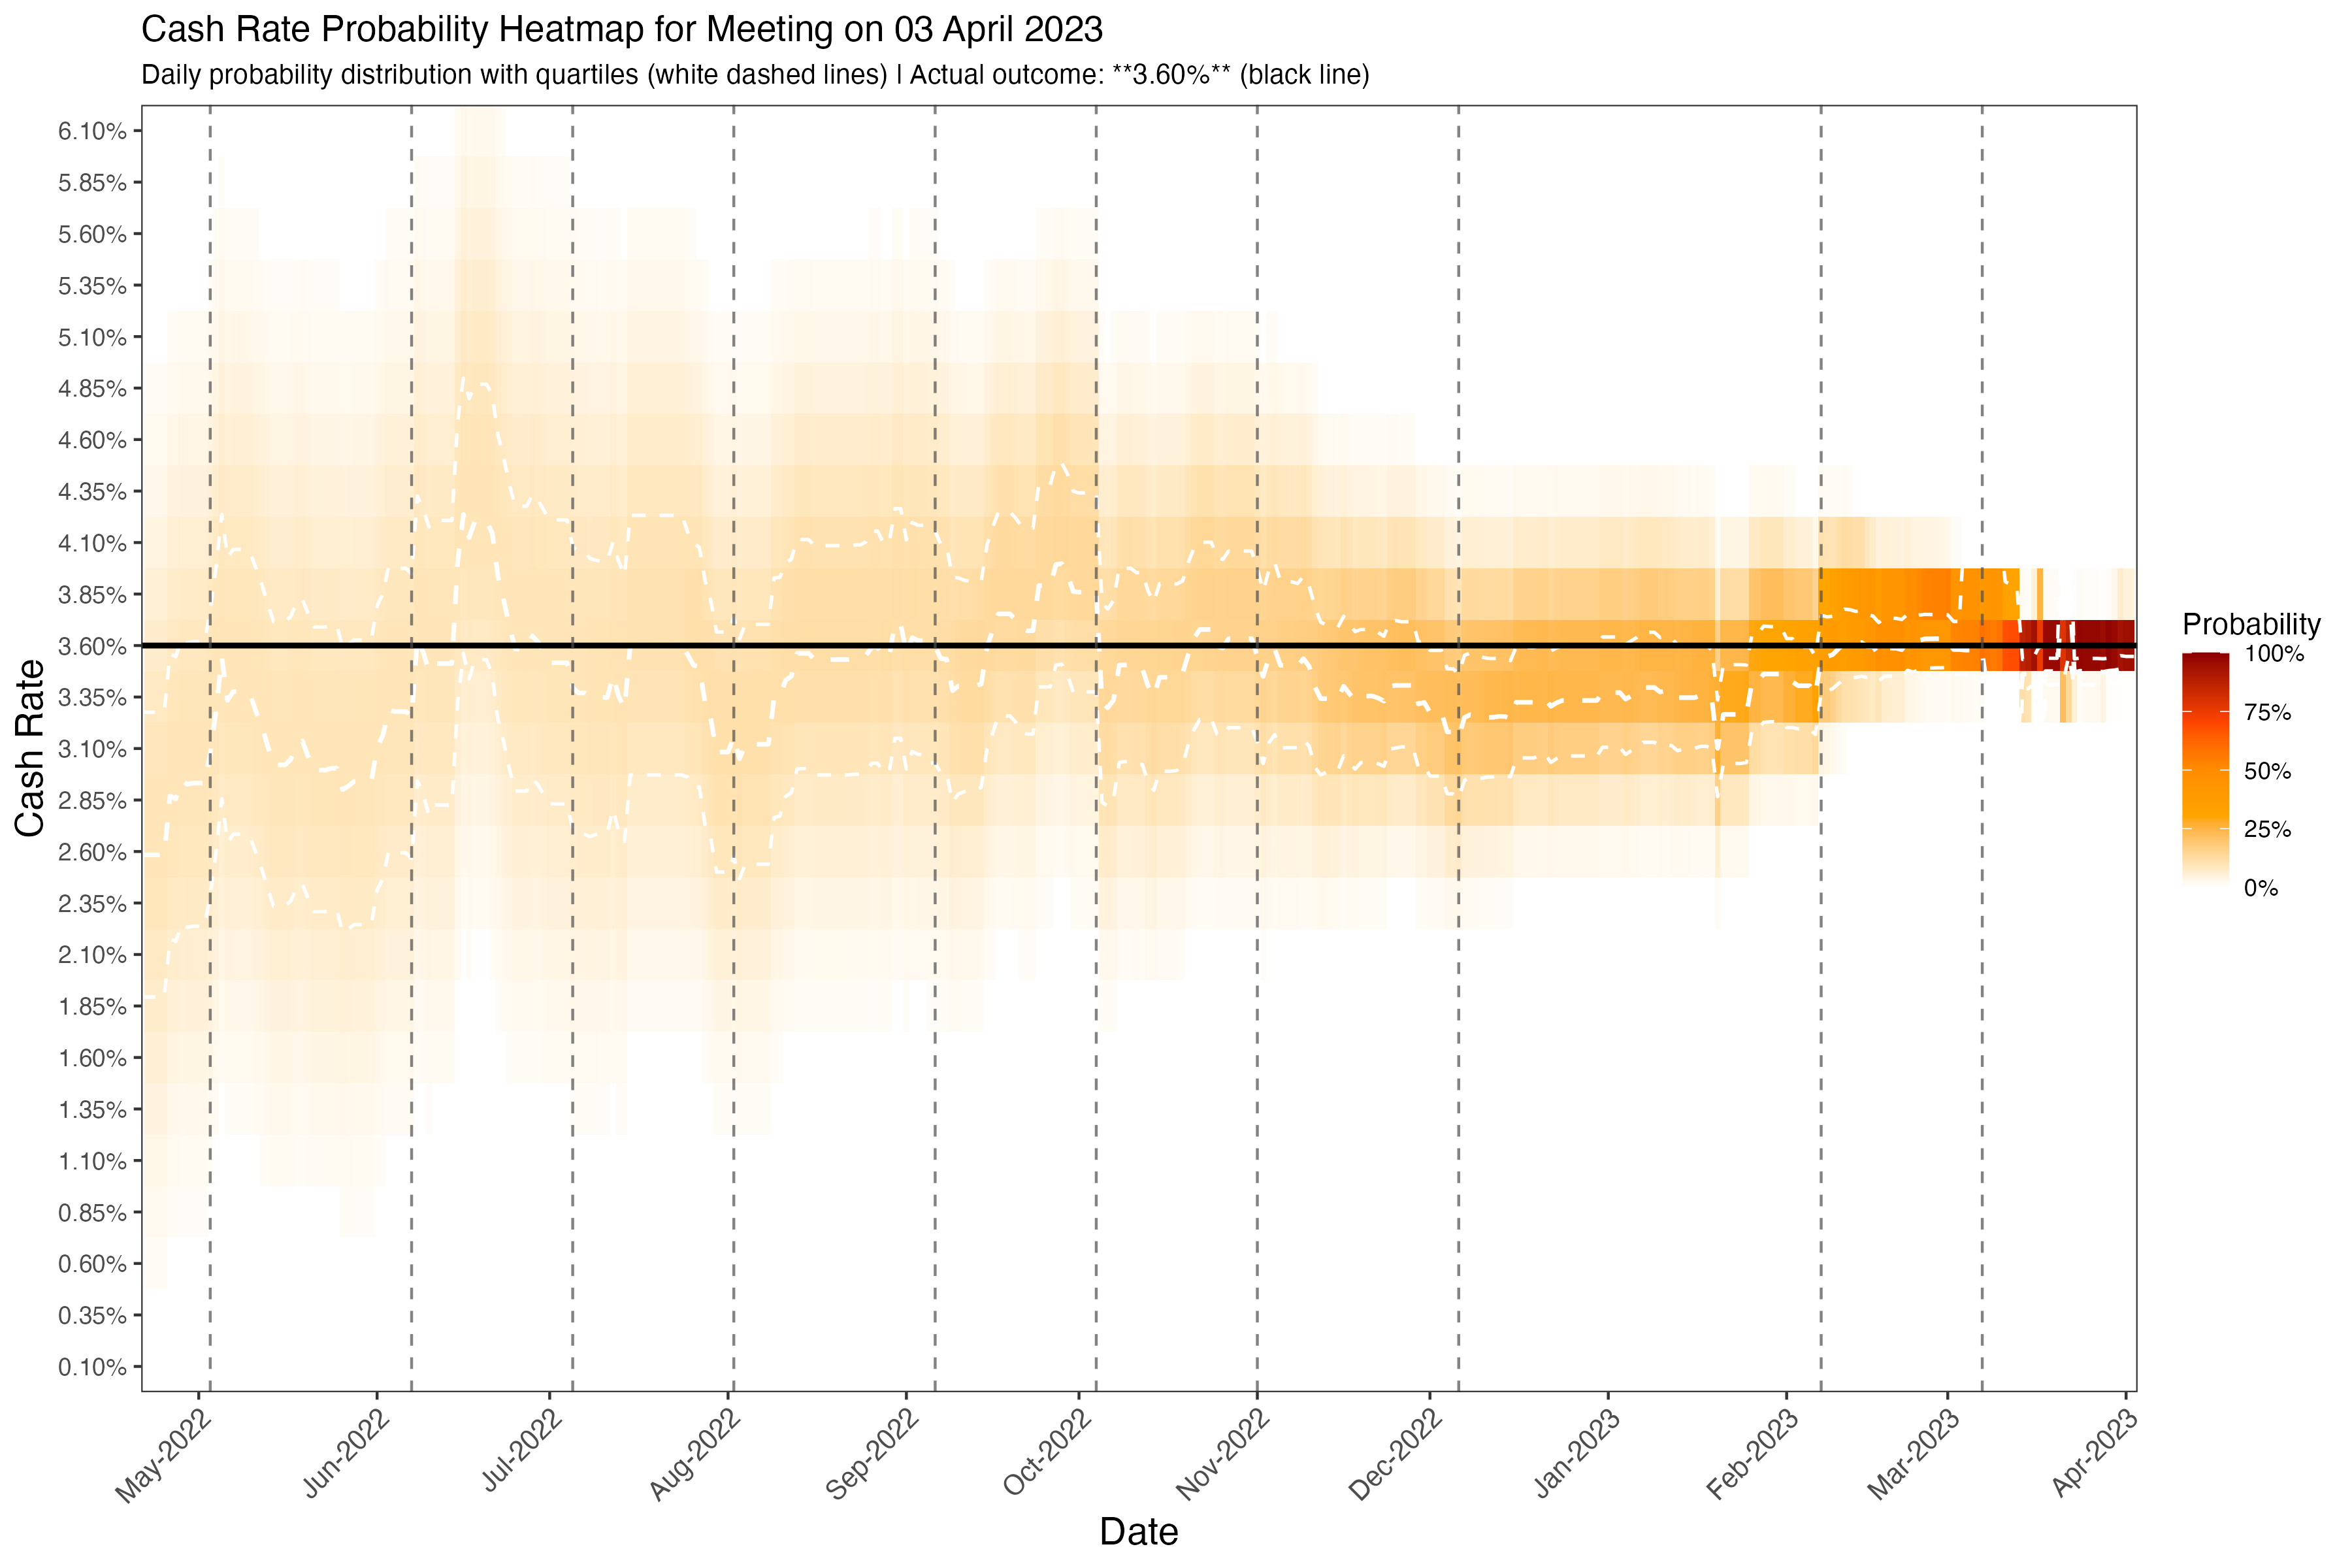 Cash Rate Probability Heatmap for Meeting on 03 April 2023
Daily probability distribution with quartiles (white dashed lines) | Actual outcome: **3.60%** (black line)
Cash Rate
6.10%
5.85%
5.60%
5.35%
5.10%
4.85%
4.60%
4.35%
4.10%
3.85%
3.60%
3.35%
3.10%
2.85%
2.60%
2.35%
2.10%
1.85%
1.60%
1.35%
1.10%
0.85%
0.60%
0.35%
0.10%
May-2022
Jun-2022
Jul-2022
Aug-2022
Sep-2022
Oct-2022
Nov-2022
Dec-2022
Jan-2023
Feb-2023
Mar-2023
Apr-2023
Date
Probability
100%
75%
50%
25%
0%